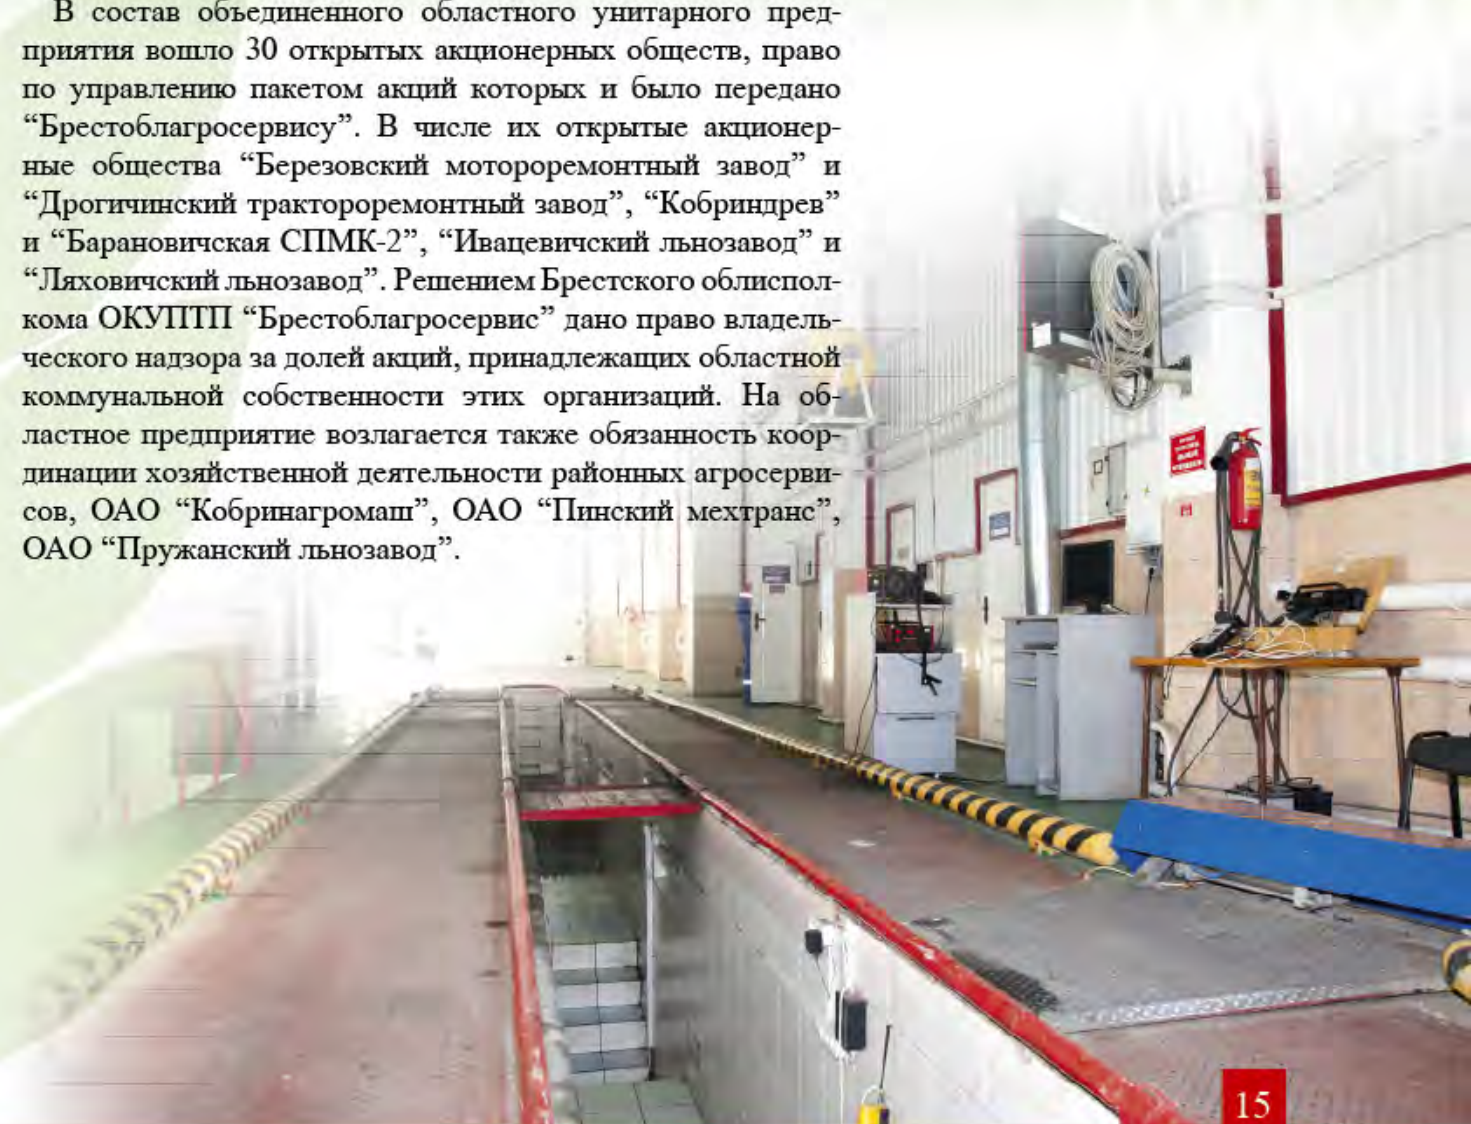 В состав объединенного областного унитарного пред-
приятия вошло 30 открытых акционерных обществ, право
по управлению пакетом акций которых и было передано
“Брестоблагросервису”. В числе их открытые акционер-
ные общества “Березовский мотороремонтный завод” и
“Дрогичинский трактороремонтный завод”, “Кобриндрев”
и “Барановичская СПМК-2”, “Ивацевичский льнозавод” и
“Ляховичский льнозавод”. Решением Брестского облиспол-
кома ОКУПТП “Брестоблагросервис” дано право владель-
ческого надзора за долей акций, принадлежащих областной
коммунальной собственности этих организаций. На об-
ластное предприятие возлагается также обязанность коор-
динации хозяйственной деятельности районных агросерви-
сов, ОАО “Кобринагромаш”, ОАО “Пинский мехтранс”,
ОАО “Пружанский льнозавод”.
15